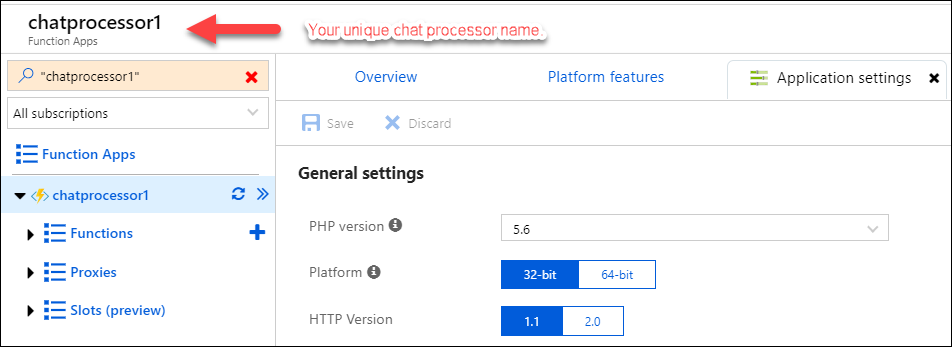 chatprocessor1
Function Apps
Your unique chat processor name.
"chatprocessor1"
All subscriptions
Function Apps
chatprocessor1
Functions
Proxies
Slots (preview)
Overview
Platform features
Application settings
Save
Discard
General settings
PHP version
5.6
Platform
32-bit
64-bit
HTTP Version
1.1
2.0